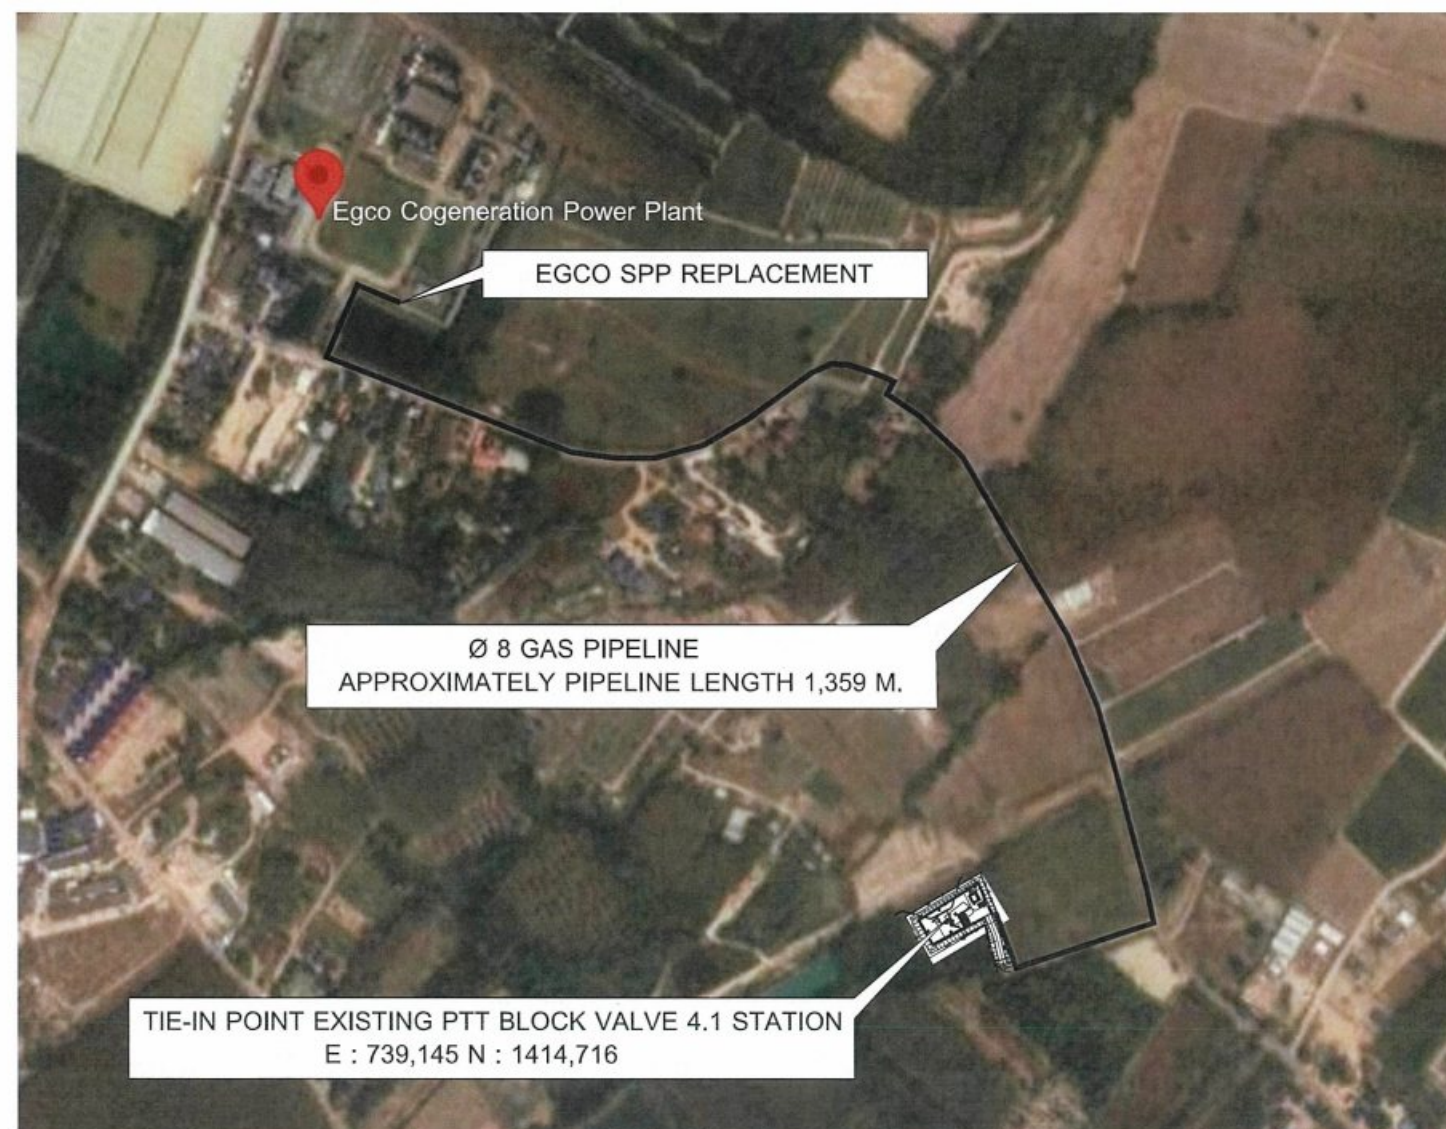 Egco Cogeneration Power Plant
EGCO SPP REPLACEMENT
Ø 8 GAS PIPELINE
APPROXIMATELY PIPELINE LENGTH 1,359 M.
TIE-IN POINT EXISTING PTT BLOCK VALVE 4.1 STATION
E : 739,145 N : 1414,716